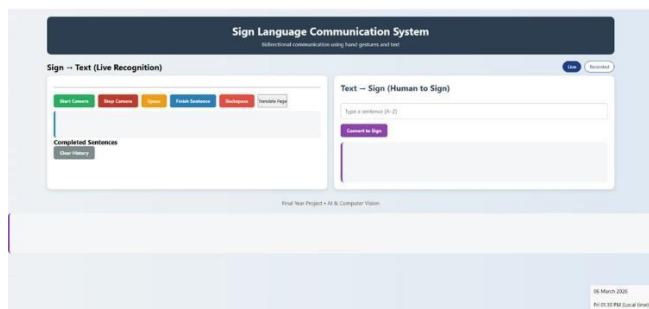 Sign Language Communication System
Bidirectional communication using hand gestures and text
Sign → Text (Live Recognition)
Live Recorded
Start Camera Stop Camera Space Finish Sentence Backspace Translate Page
Completed Sentences
Clear History
Text — Sign (Human to Sign)
Type a sentence (A-Z)
Convert to Sign
Final Year Project • AI & Computer Vision
06 March 2026
Fri 01:30 PM (Local time)